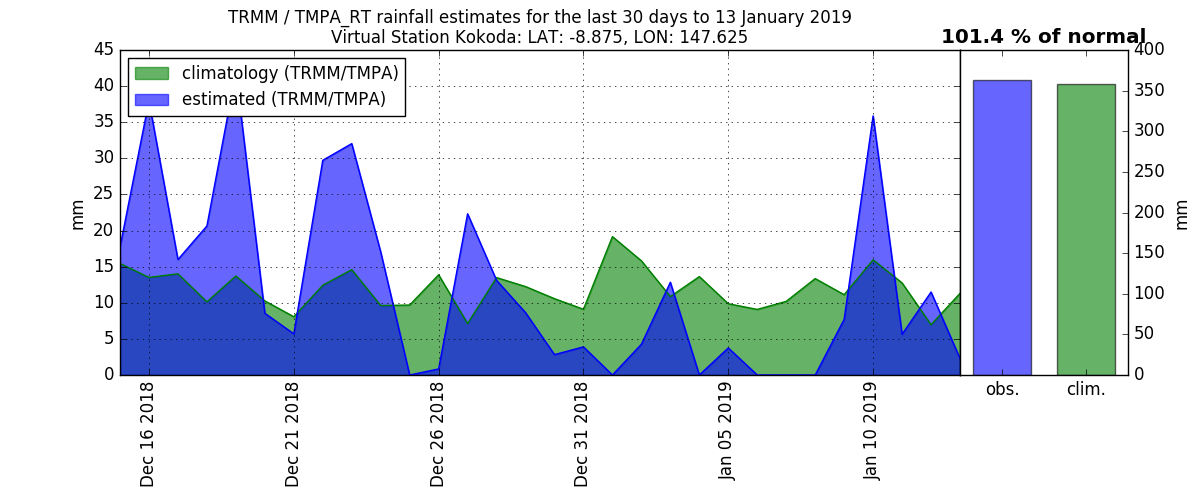 TRMM / TMPA_RT rainfall estimates for the last 30 days to 13 January 2019
Virtual Station Kokoda: LAT: -8.875, LON: 147.625
101.4 % of normal
climatology (TRMM/TMPA)
estimated (TRMM/TMPA)
mm
45
40
35
30
25
20
15
10
5
0
Dec 16 2018
Dec 21 2018
Dec 26 2018
Dec 31 2018
Jan 05 2019
Jan 10 2019
obs.
clim.
400
350
300
250
200
150
100
50
0
mm